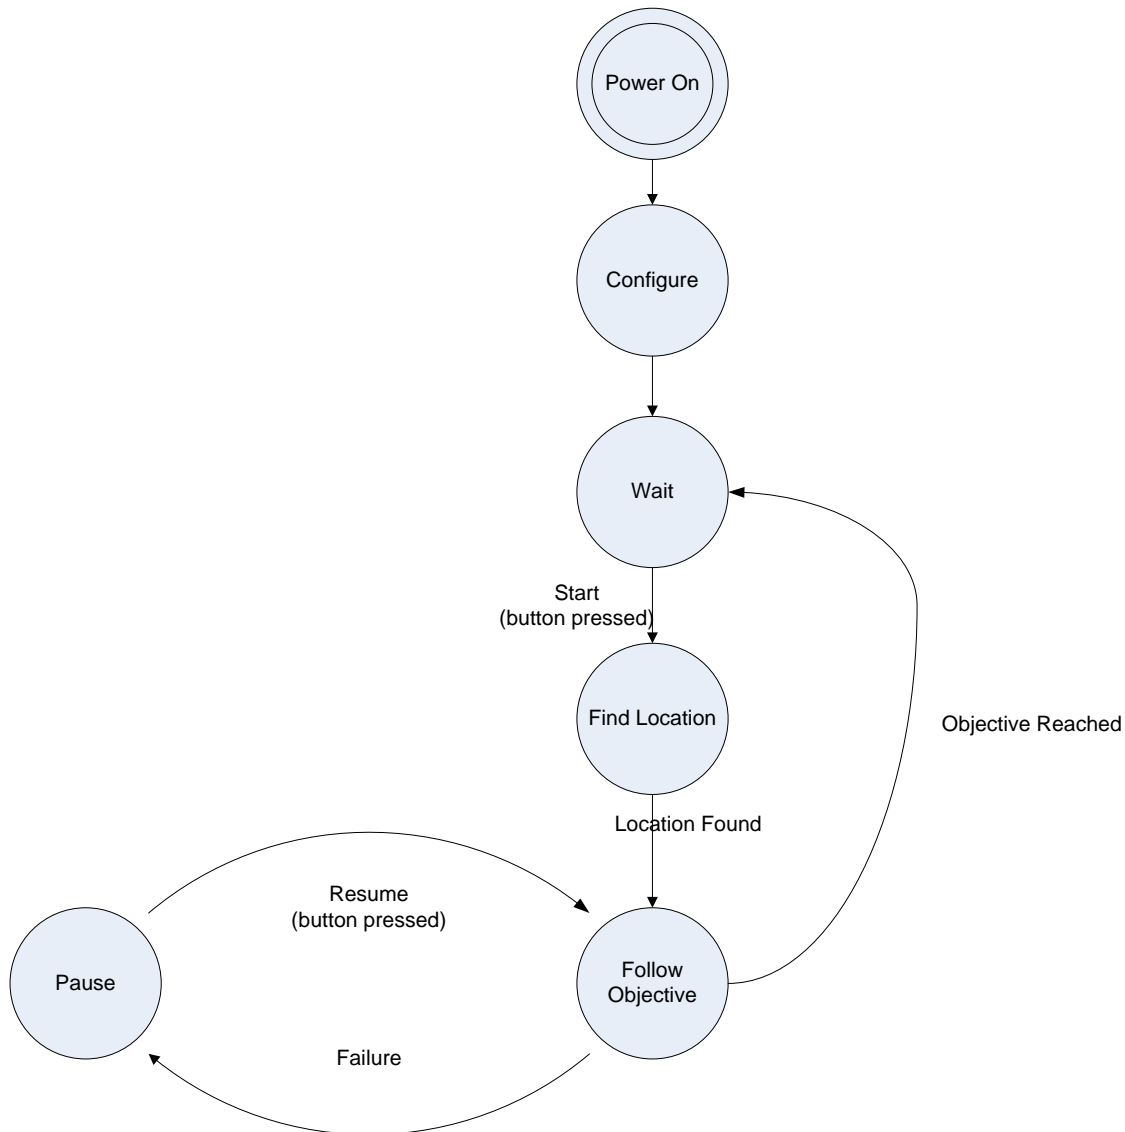 Power On
Configure
Wait
Start
(button pressed)
Find Location
Objective Reached
Location Found
Resume
(button pressed)
Pause
Follow
Objective
Failure